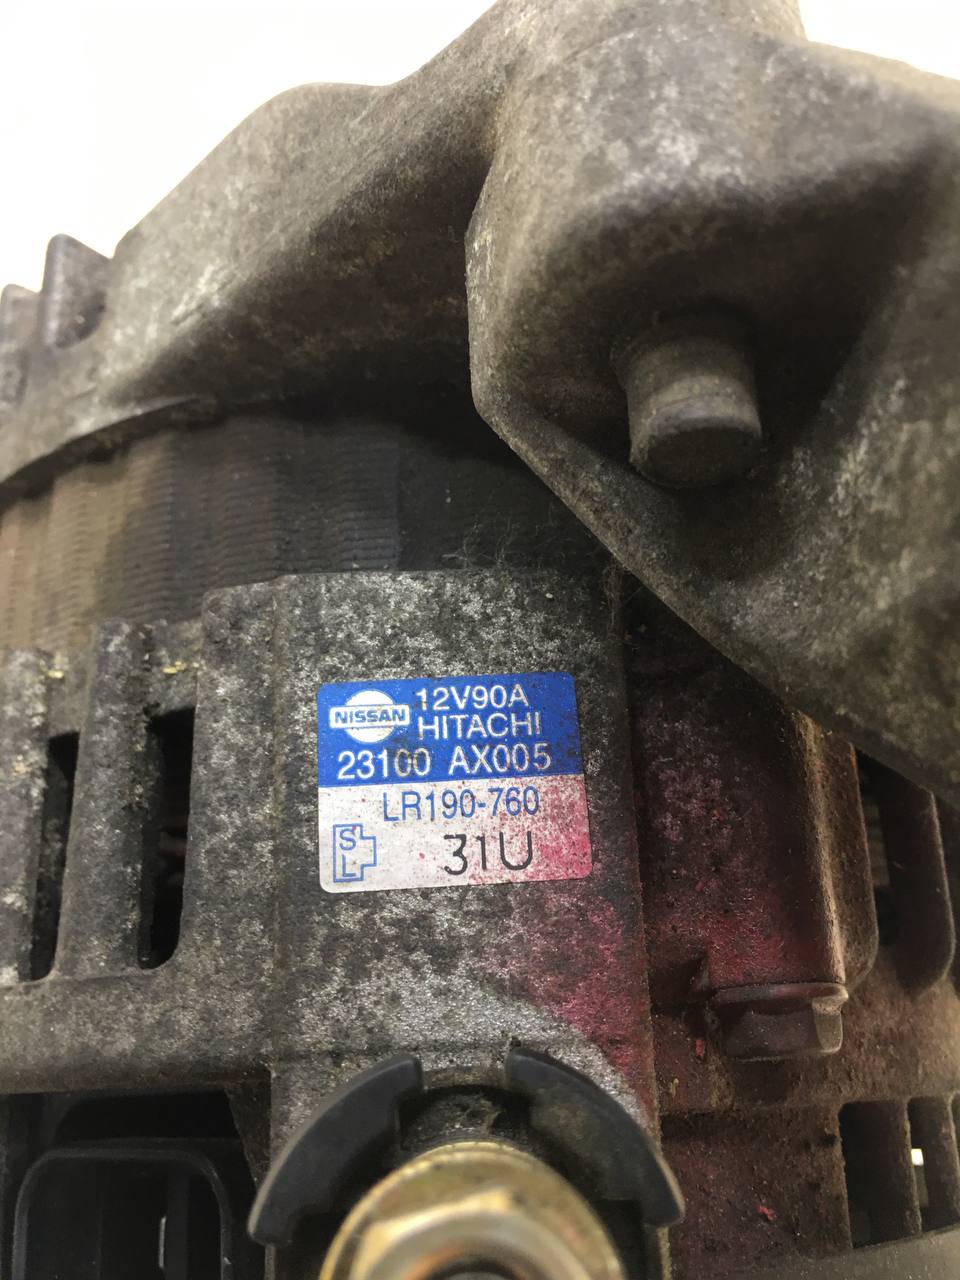 NISSAN
12V90A
HITACHI
23100 AX005
LR190-760
S
L
31U